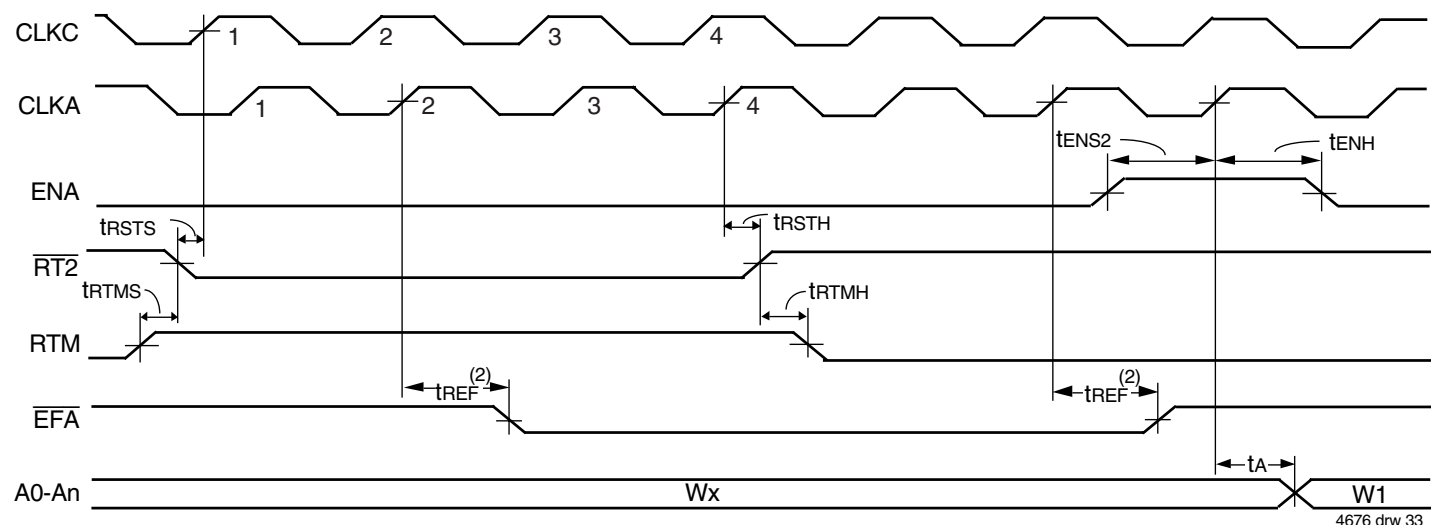 CLKC 1 2 3 4
CLKA 1 2 3 4
tENS2 tENH
ENA
tRSTS tRSTH
RT2
tRTMS tRTMH
RTM
tREF(2) tREF(2)
EFA
tA
A0-An Wx W1
4676 drw 33